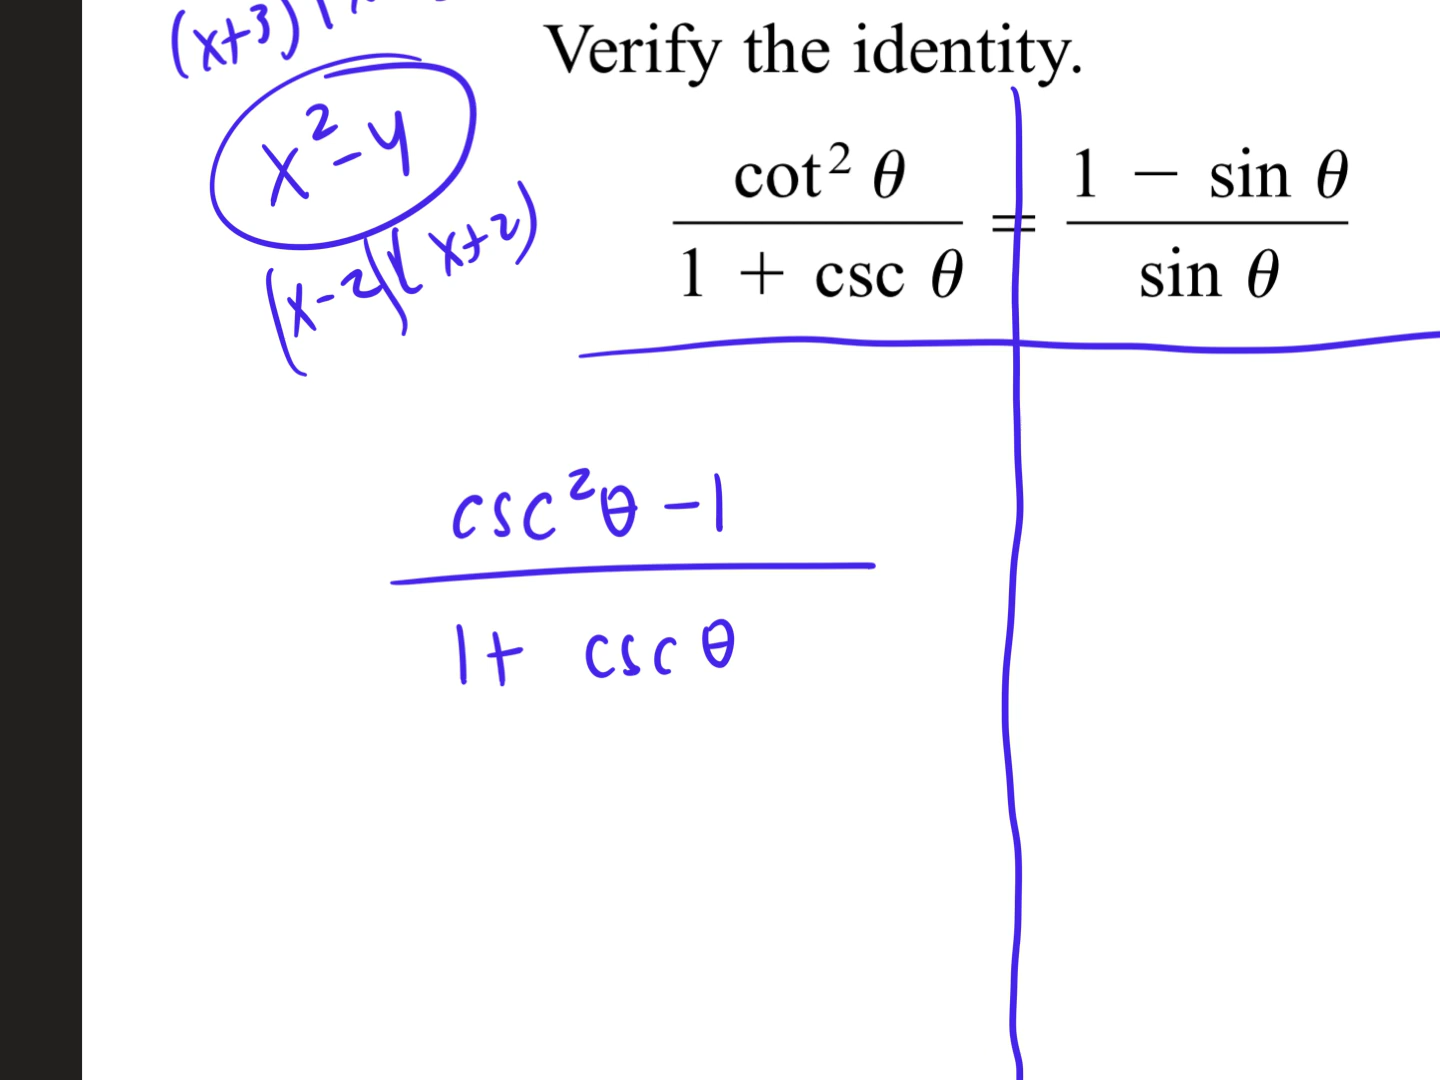 (x+3)
Verify the identity.
x² - 4
(x-2)(x+2)
cot² θ / 1 + csc θ = 1 − sin θ / sin θ
csc²θ - 1
1 + csc θ